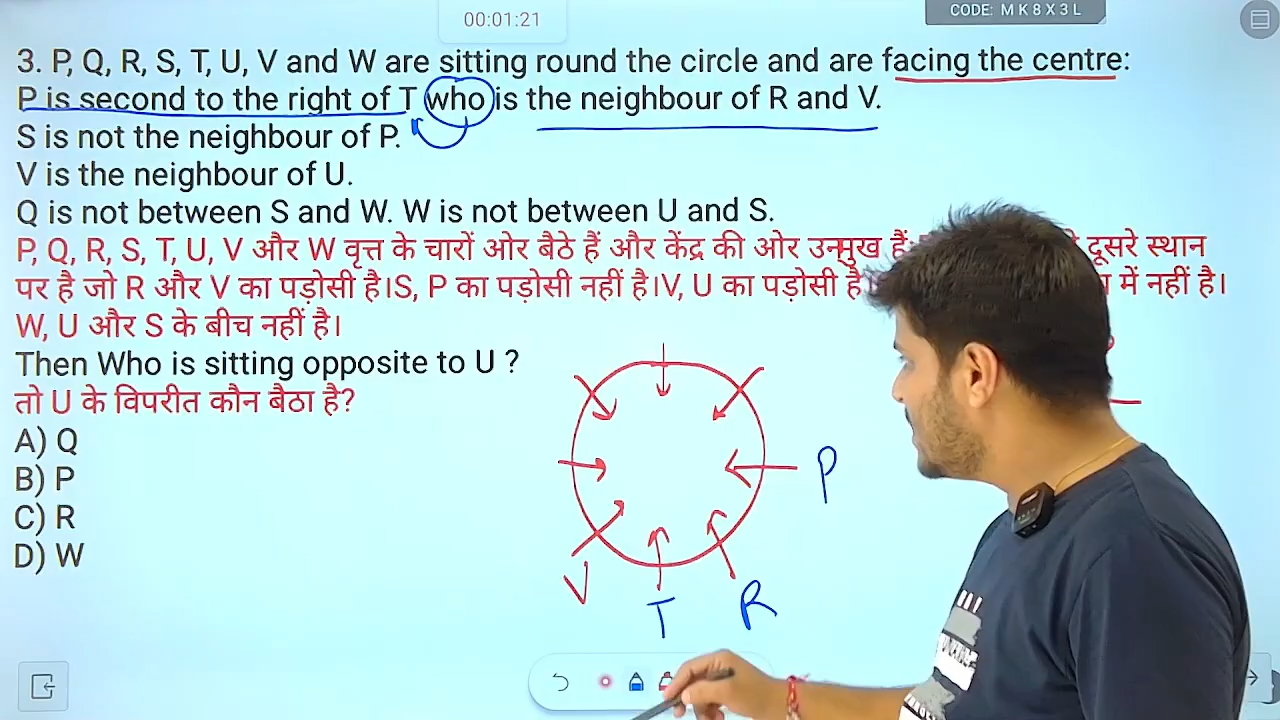 00:01:21
CODE: MK8X3L
3. P, Q, R, S, T, U, V and W are sitting round the circle and are facing the centre:
P is second to the right of T who is the neighbour of R and V.
S is not the neighbour of P.
V is the neighbour of U.
Q is not between S and W. W is not between U and S.
P, Q, R, S, T, U, V और W वृत्त के चारों ओर बैठे हैं और केंद्र की ओर उन्मुख हैं: दूसरे स्थान
पर है जो R और V का पड़ोसी है।S, P का पड़ोसी नहीं है।V, U का पड़ोसी है। में नहीं है।
W, U और S के बीच नहीं है।
Then Who is sitting opposite to U ?
तो U के विपरीत कौन बैठा है?
A) Q
B) P
C) R
D) W
P
V
T
R